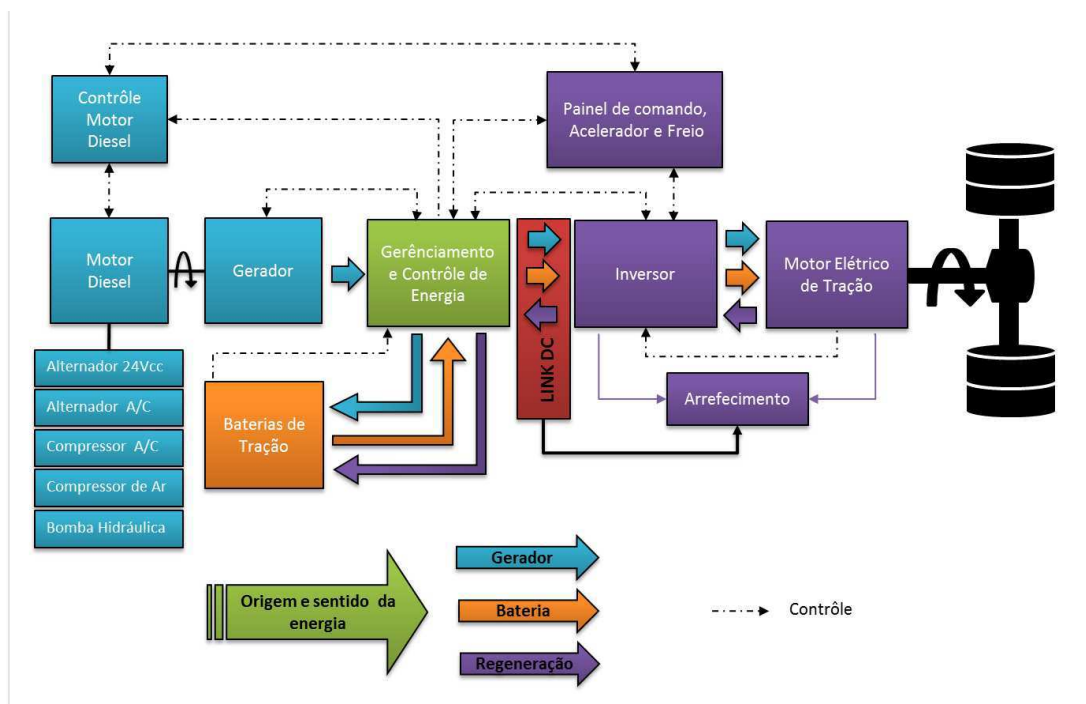 Contrôle
Motor
Diesel
Painel de comando,
Acelerador e Freio
Motor
Diesel
Gerador
Gerênciamento
e Contrôle de
Energia
LINK DC
Inversor
Motor Elétrico
de Tração
Alternador 24Vcc
Alternador A/C
Compressor A/C
Compressor de Ar
Bomba Hidráulica
Baterias de
Tração
Arrefecimento
Origem e sentido da
energia
Gerador
Bateria
Regeneração
Contrôle